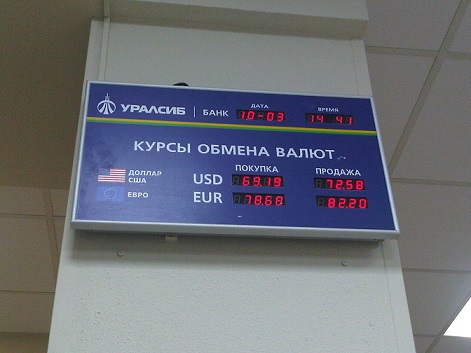 УРАЛСИБ | БАНК ДАТА 10-03 ВРЕМЯ 14 41
КУРСЫ ОБМЕНА ВАЛЮТ
ПОКУПКА ПРОДАЖА
ДОЛЛАР США USD 69.19 72.58
ЕВРО EUR 78.68 82.20